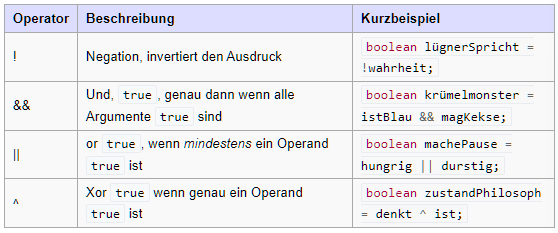 Operator Beschreibung Kurzbeispiel
! Negation, invertiert den Ausdruck boolean lügnerSpricht =
!wahrheit;
&& Und, true , genau dann wenn alle boolean krümelmonster =
Argumente true sind istBlau && magKekse;
|| or true , wenn mindestens ein Operand boolean machePause =
true ist hungrig || durstig;
^ Xor true wenn genau ein Operand boolean zustandPhilosoph
true ist = denkt ^ ist;